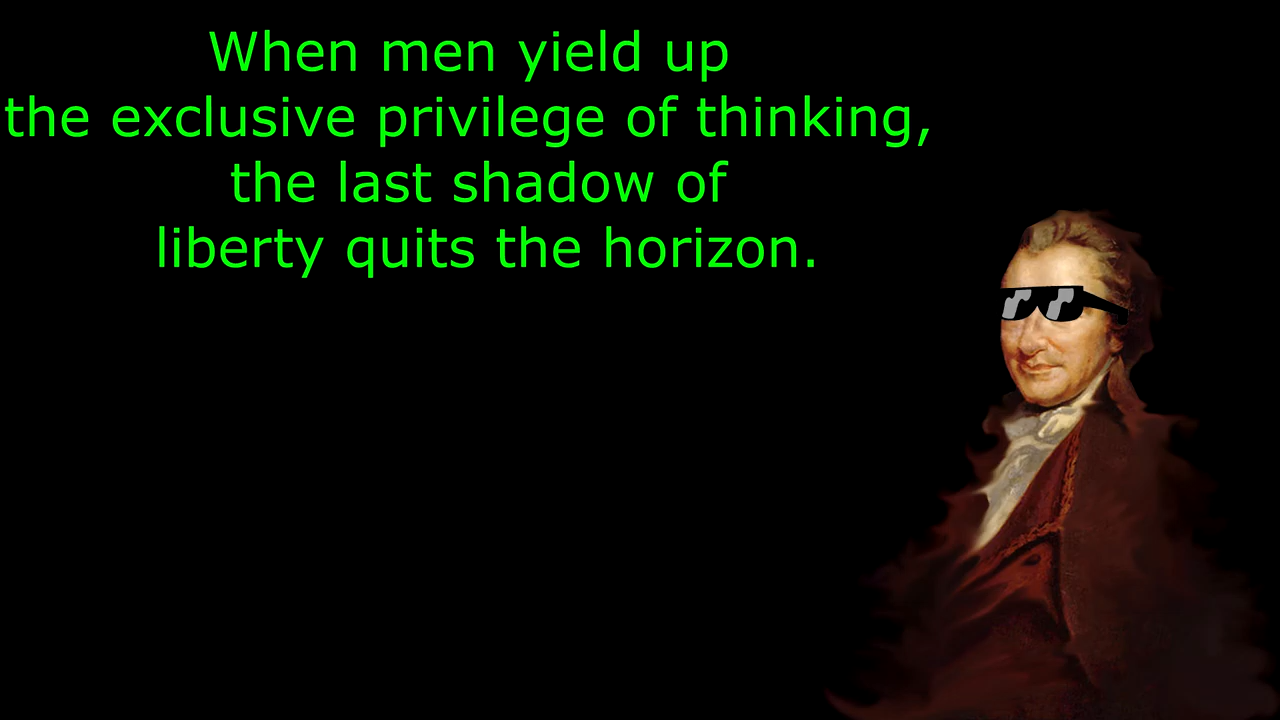 When men yield up
the exclusive privilege of thinking,
the last shadow of
liberty quits the horizon.